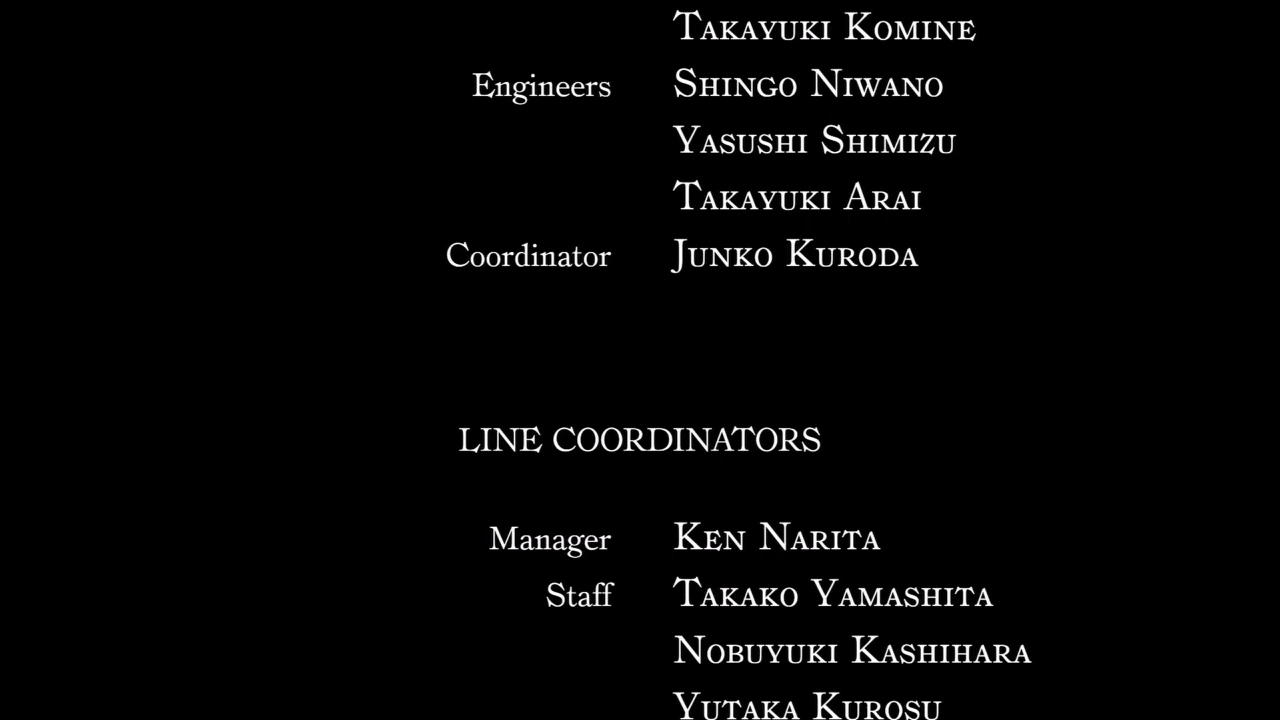 Takayuki Komine
Engineers Shingo Niwano
Yasushi Shimizu
Takayuki Arai
Coordinator Junko Kuroda
LINE COORDINATORS
Manager Ken Narita
Staff Takako Yamashita
Nobuyuki Kashihara
Yutaka Kurosu